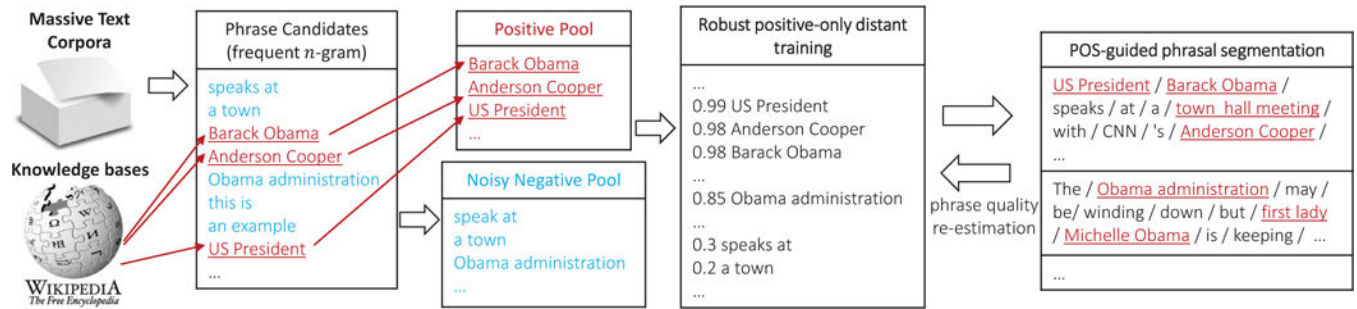 Massive Text
Corpora
Knowledge bases
WIKIPEDIA
The Free Encyclopedia
Phrase Candidates
(frequent n-gram)
speaks at
a town
Barack Obama
Anderson Cooper
Obama administration
this is
an example
US President
...
Positive Pool
Barack Obama
Anderson Cooper
US President
...
Noisy Negative Pool
speak at
a town
Obama administration
...
Robust positive-only distant
training
...
0.99 US President
0.98 Anderson Cooper
0.98 Barack Obama
...
0.85 Obama administration
...
0.3 speaks at
0.2 a town
...
phrase quality
re-estimation
POS-guided phrasal segmentation
US President / Barack Obama /
speaks / at / a / town hall meeting /
with / CNN / 's / Anderson Cooper /
...
The / Obama administration / may /
be/ winding / down / but / first lady
/ Michelle Obama / is / keeping / ...
...